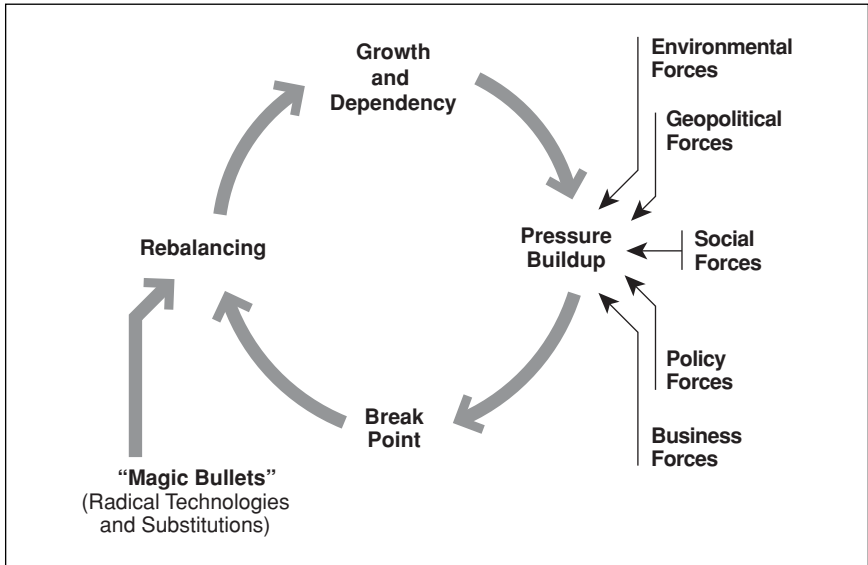 Growth
and
Dependency
Environmental
Forces
Geopolitical
Forces
Pressure
Buildup
Social
Forces
Rebalancing
Policy
Forces
Break
Point
Business
Forces
“Magic Bullets”
(Radical Technologies
and Substitutions)